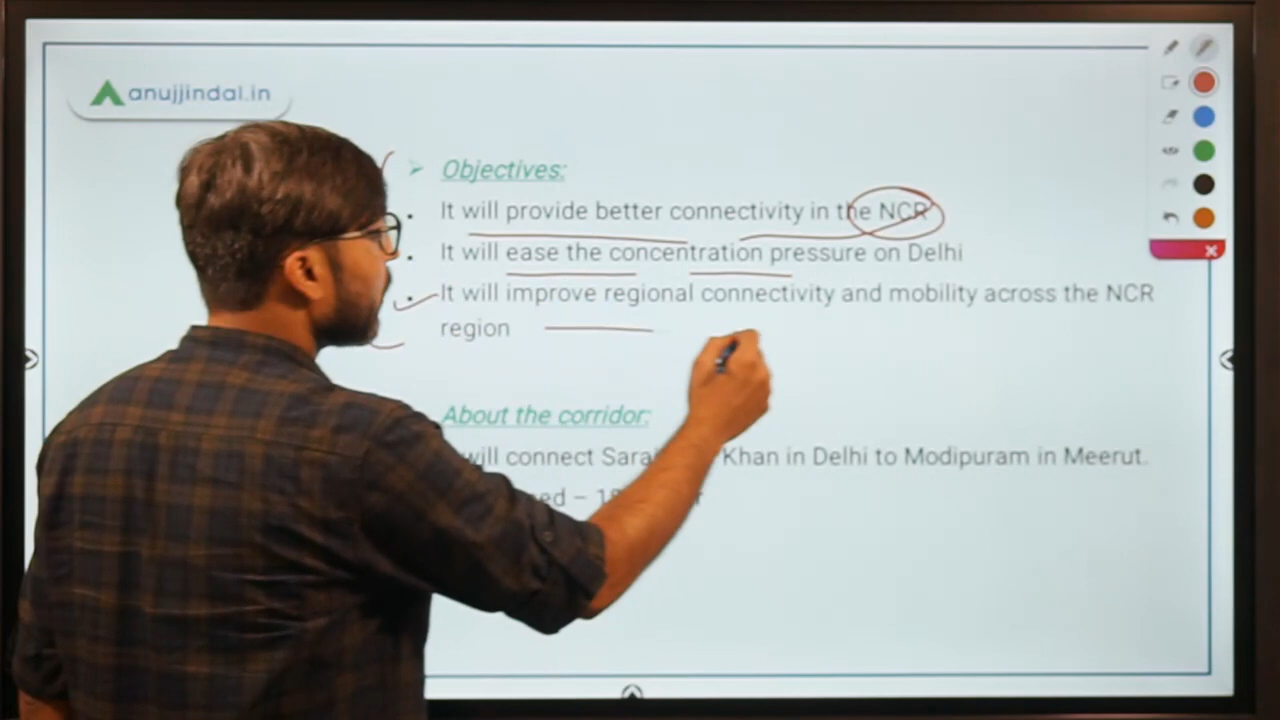 anujjindal.in
Objectives:
It will provide better connectivity in the NCR
It will ease the concentration pressure on Delhi
It will improve regional connectivity and mobility across the NCR
region
About the corridor:
will connect Khan in Delhi to Modipuram in Meerut.